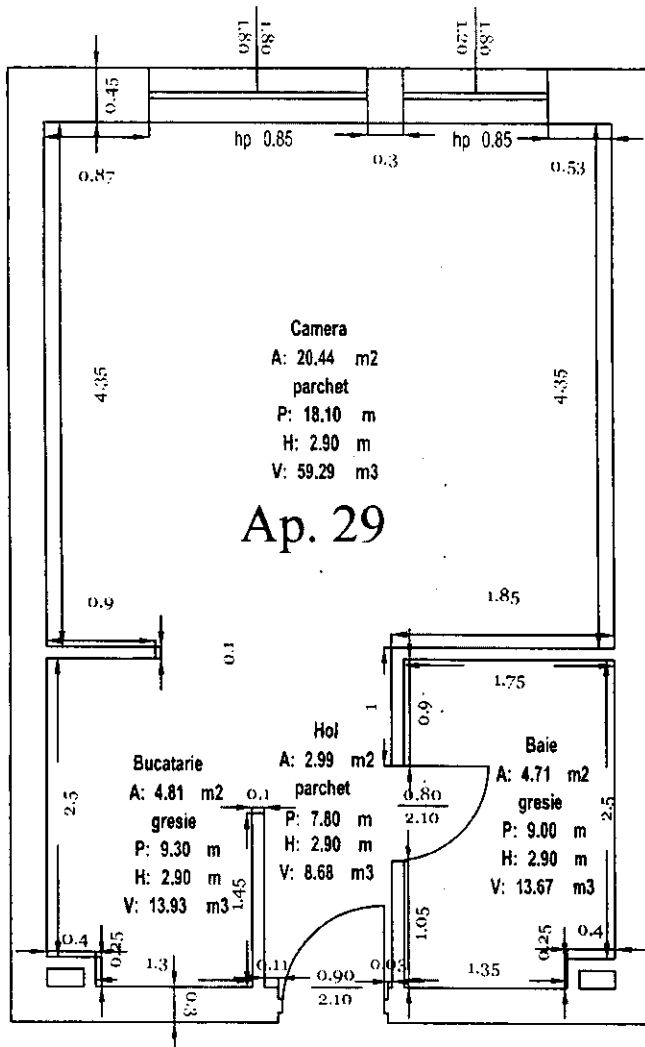 1.80
1.80
1.80
1.20
0.45
hp 0.85
hp 0.85
0.87
0.3
0.53
Camera
A: 20.44 m2
parchet
P: 18.10 m
H: 2.90 m
V: 59.29 m3
4.35
4.35
Ap. 29
0.9
0.1
1.85
1.75
1
0.9
Hol
A: 2.99 m2
parchet
P: 7.80 m
H: 2.90 m
V: 8.68 m3
Bucatarie
A: 4.81 m2
gresie
P: 9.30 m
H: 2.90 m
V: 13.93 m3
Baie
A: 4.71 m2
gresie
P: 9.00 m
H: 2.90 m
V: 13.67 m3
2.5
0.1
0.80
2.10
2.5
1.45
1.05
0.4
0.25
1.3
0.11
0.90
2.10
0.03
1.35
0.25
0.4
0.3